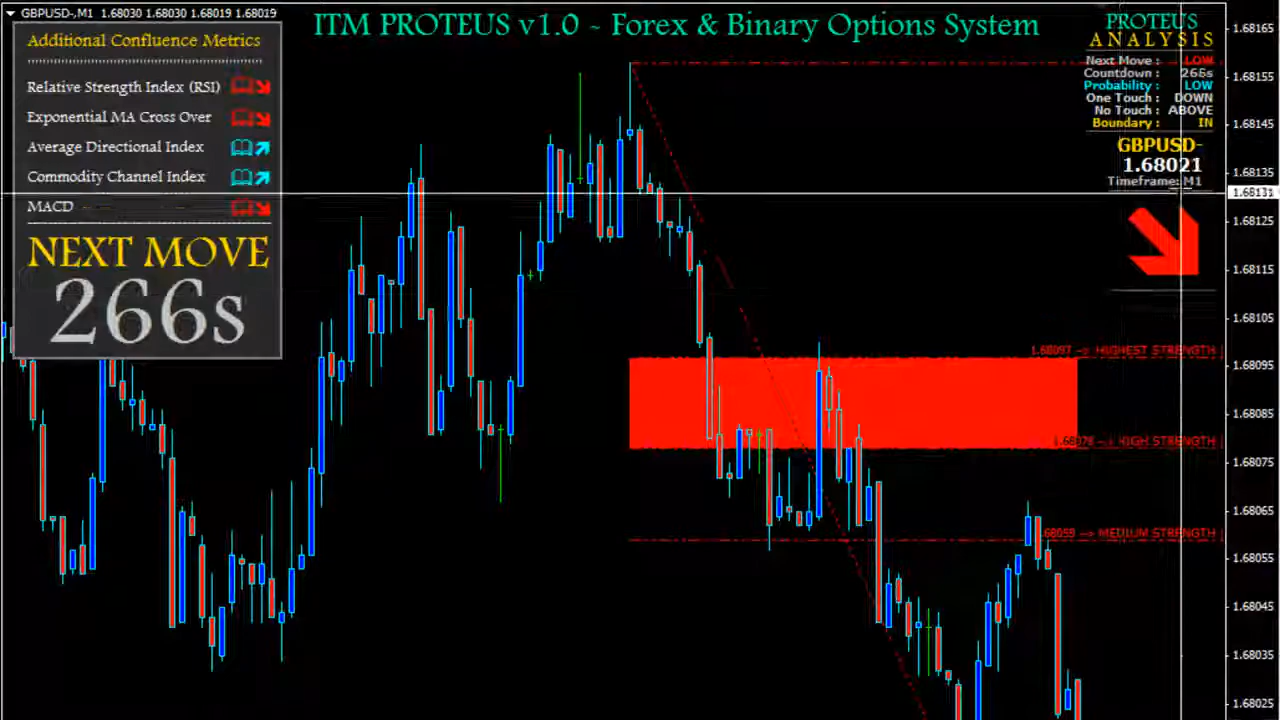 GBPUSD-,M1 1.68030 1.68030 1.68019 1.68019
ITM PROTEUS v1.0 ~ Forex & Binary Options System
Additional Confluence Metrics
Relative Strength Index (RSI)
Exponential MA Cross Over
Average Directional Index
Commodity Channel Index
MACD
NEXT MOVE
266s
PROTEUS
ANALYSIS
Next Move : LOW
Countdown : 266s
Probability : LOW
One Touch : DOWN
No Touch : ABOVE
Boundary : IN
GBPUSD-
1.68021
Timeframe: M1
1.68097 --> HIGHEST STRENGTH |
1.68078 --> HIGH STRENGTH |
1.68059 --> MEDIUM STRENGTH |
1.68165
1.68155
1.68145
1.68135
1.68131
1.68125
1.68115
1.68105
1.68095
1.68085
1.68075
1.68065
1.68055
1.68045
1.68035
1.68025